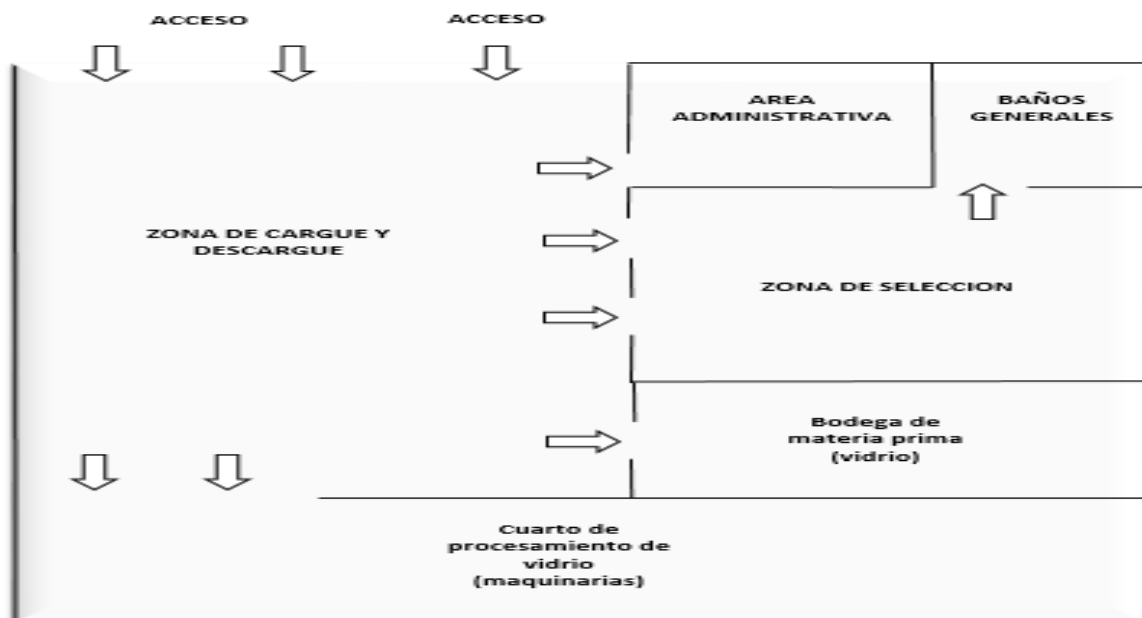 ACCESO
ACCESO
AREA
ADMINISTRATIVA
BAÑOS
GENERALES
ZONA DE CARGUE Y
DESCARGUE
ZONA DE SELECCION
Bodega de
materia prima
(vidrio)
Cuarto de
procesamiento de
vidrio
(maquinarias)